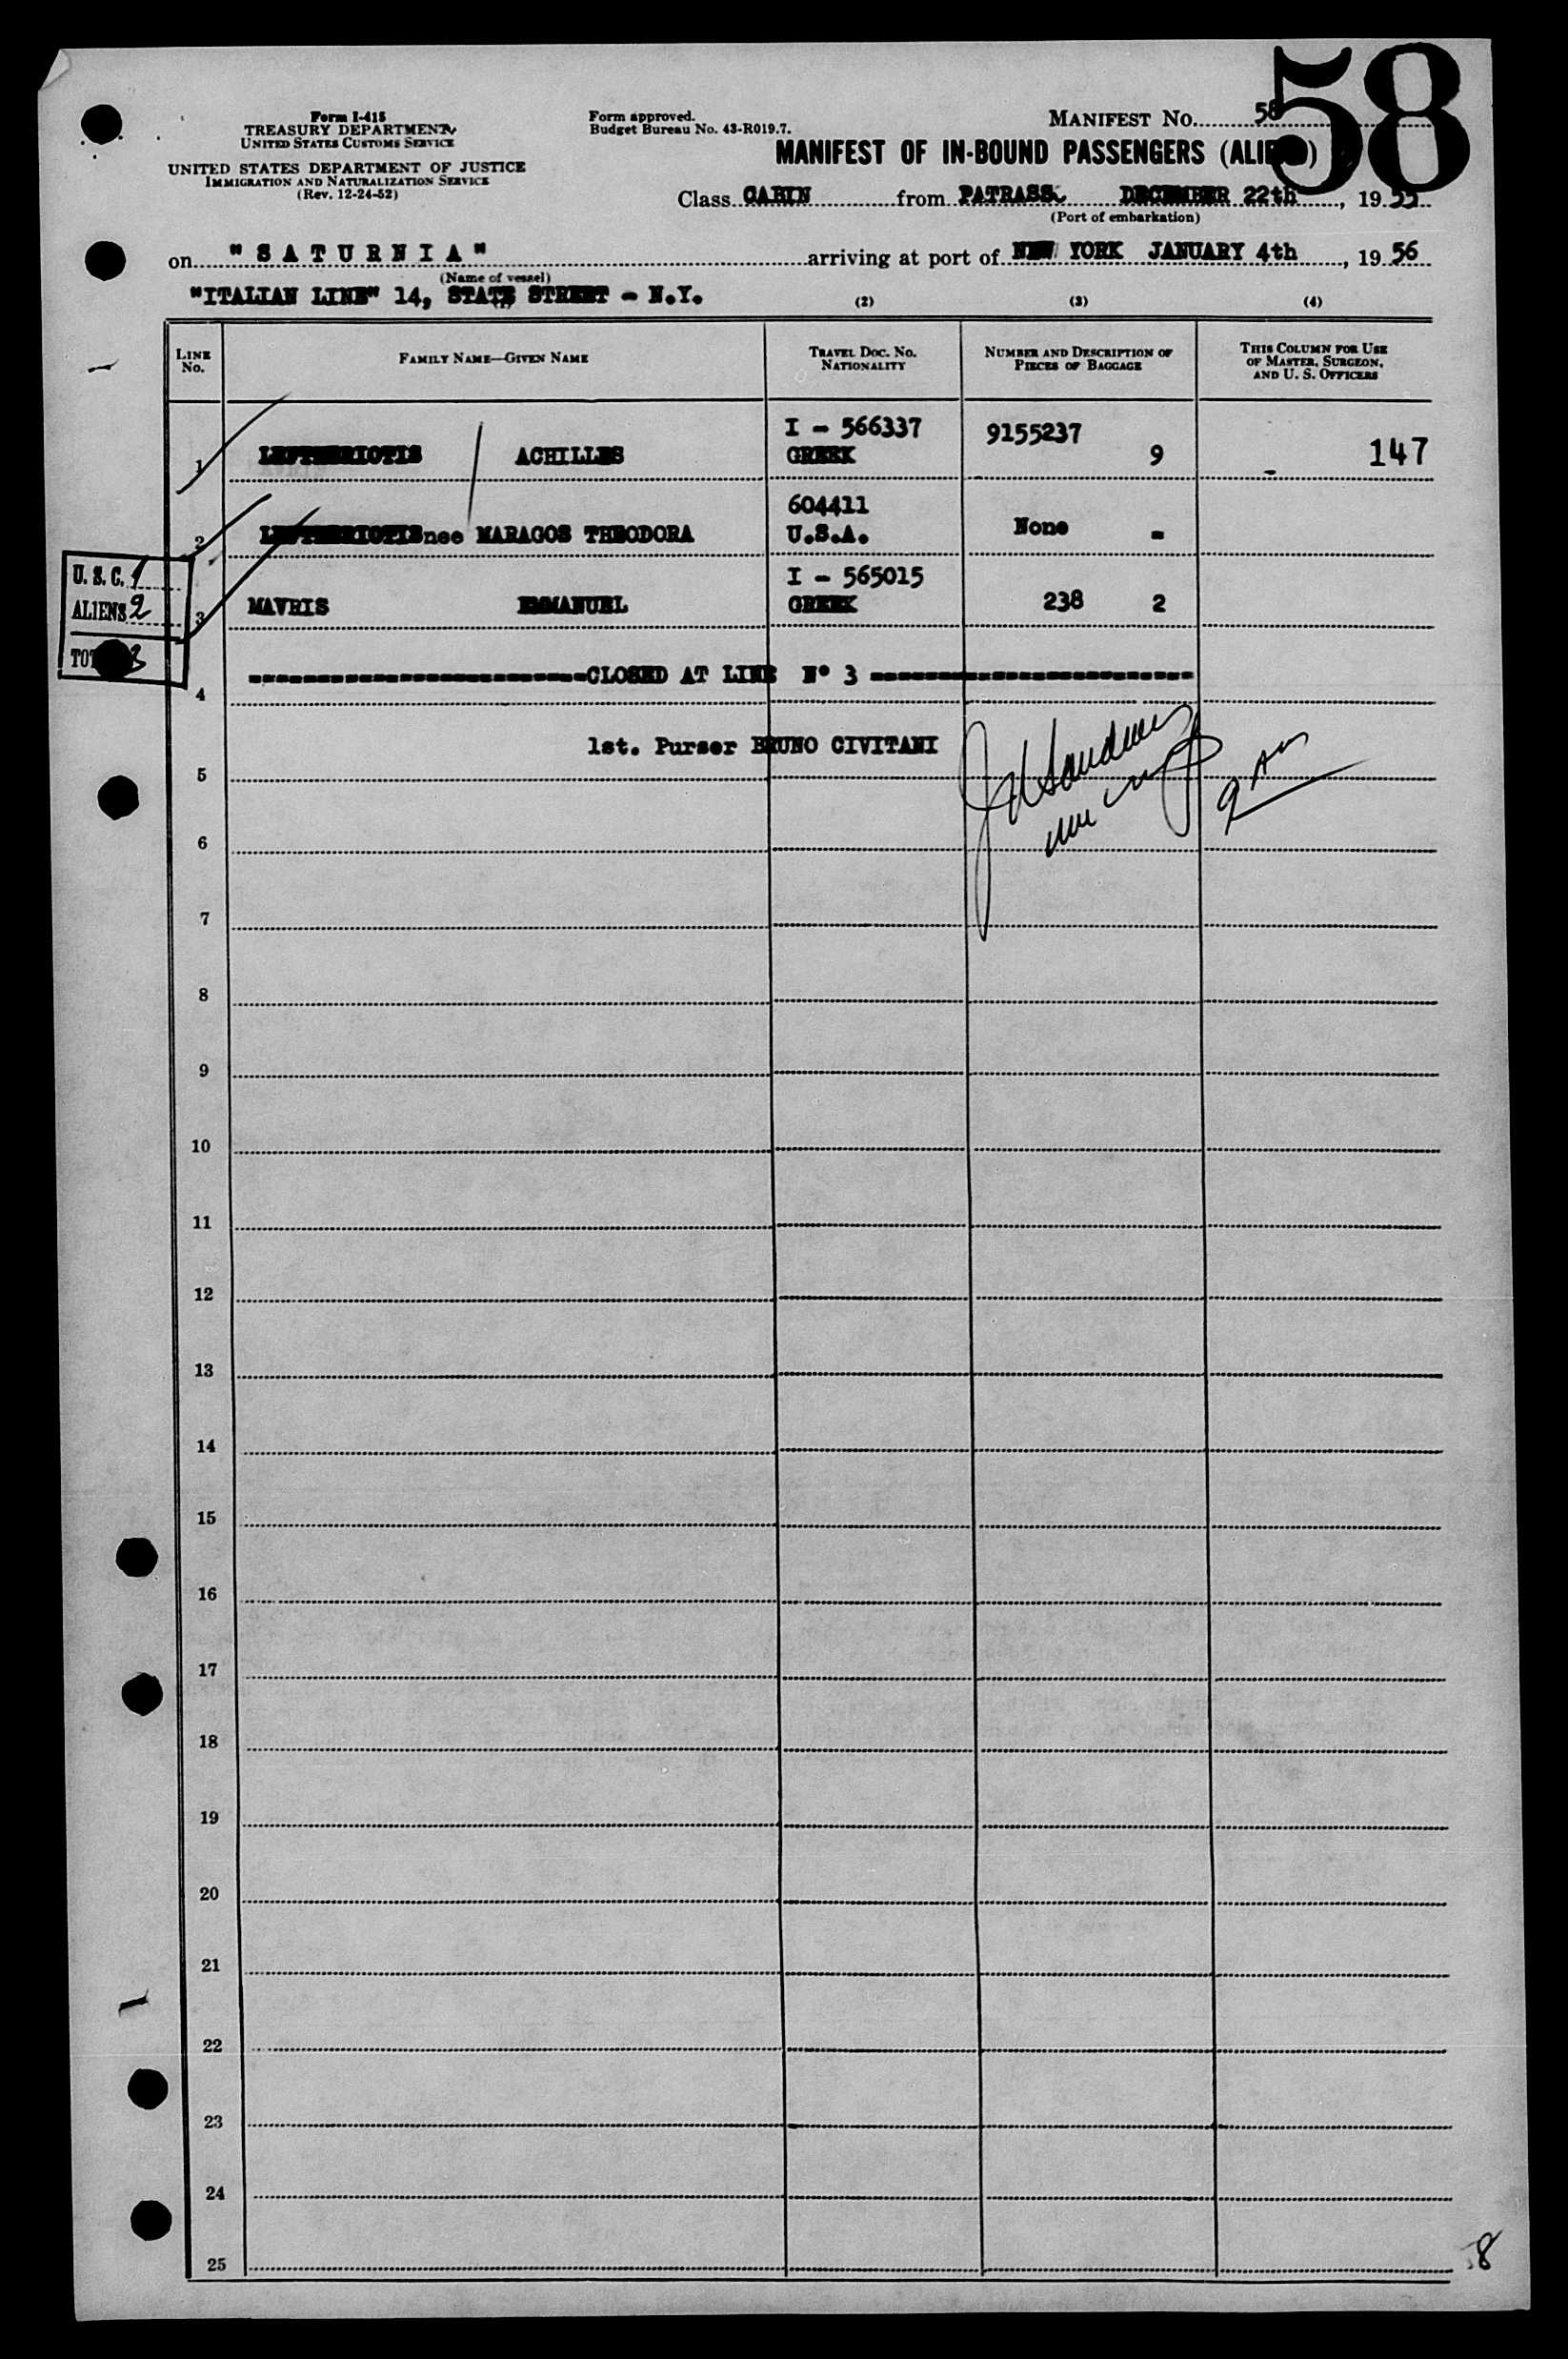 58
Form I-415
TREASURY DEPARTMENT
UNITED STATES CUSTOMS SERVICE
UNITED STATES DEPARTMENT OF JUSTICE
IMMIGRATION AND NATURALIZATION SERVICE
(Rev. 12-24-52)
Form approved.
Budget Bureau No. 43-R019.7.
MANIFEST No. 58
MANIFEST OF IN-BOUND PASSENGERS
Class CABIN from PATRASS DECEMBER 22th, 1955
(Port of embarkation)
on "SATURNIA" arriving at port of NEW YORK JANUARY 4th, 1956
(Name of vessel)
"ITALIAN LINE" 14, STATE STREET - N.Y.
(2) (3) (4)
LINE No. FAMILY NAME—GIVEN NAME TRAVEL DOC. No. NATIONALITY NUMBER AND DESCRIPTION OF PIECES OF BAGGAGE THIS COLUMN FOR USE OF MASTER, SURGEON, AND U. S. OFFICERS
I - 566337 9155237
1 LEFTHERIOTIS / ACHILLES GREEK 9 147
604411
2 LEFTHERIOTIS nee MARAGOS THEODORA U.S.A. None -
I - 565015
3 MAVRIS EMMANUEL GREEK 238 2
U. S. C. 1
ALIENS 2
3
4 CLOSED AT LINE N° 3
1st. Purser BRUNO CIVITANI
5
6
7
8
9
10
11
12
13
14
15
16
17
18
19
20
21
22
23
24
25